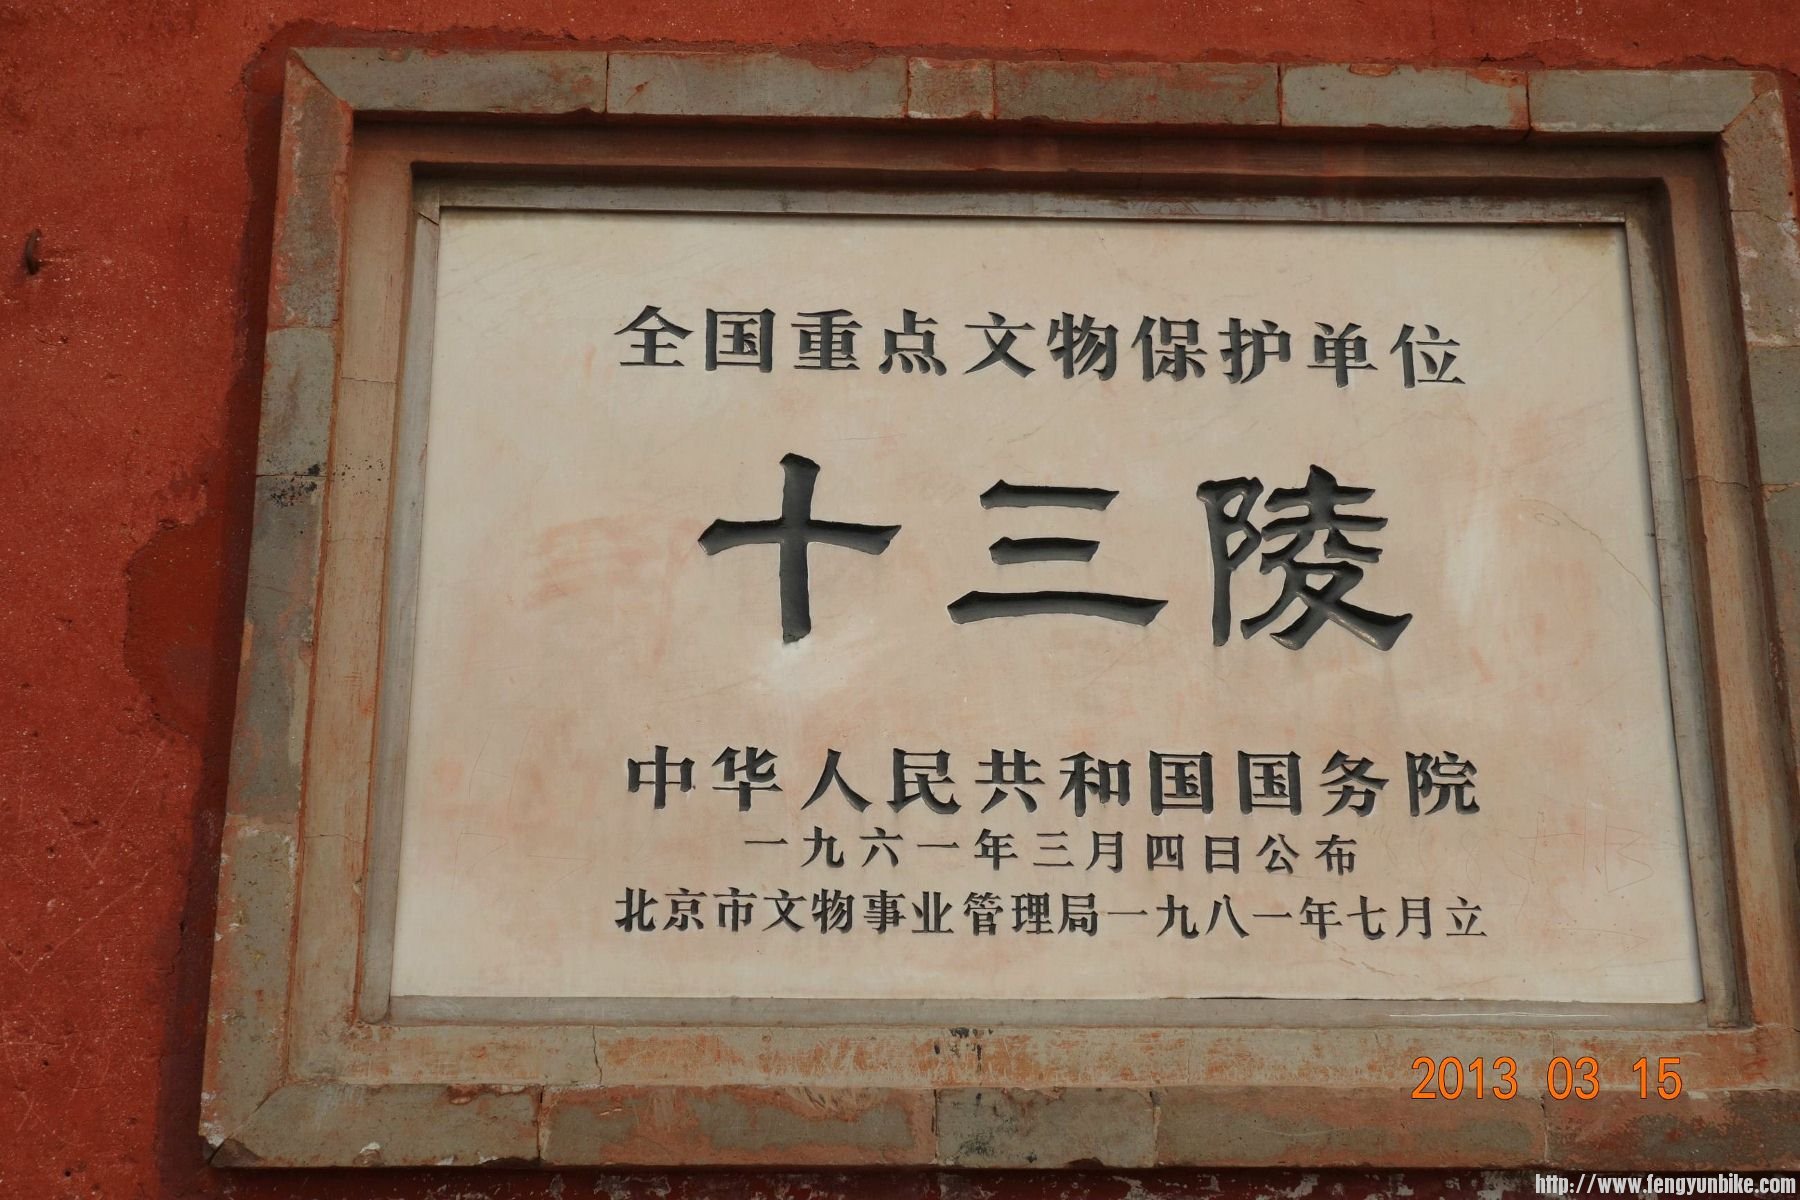 全国重点文物保护单位
十三陵
中华人民共和国国务院
一九六一年三月四日公布
北京市文物事业管理局一九八一年七月立
2013 03 15
http://www.fengyunbike.com